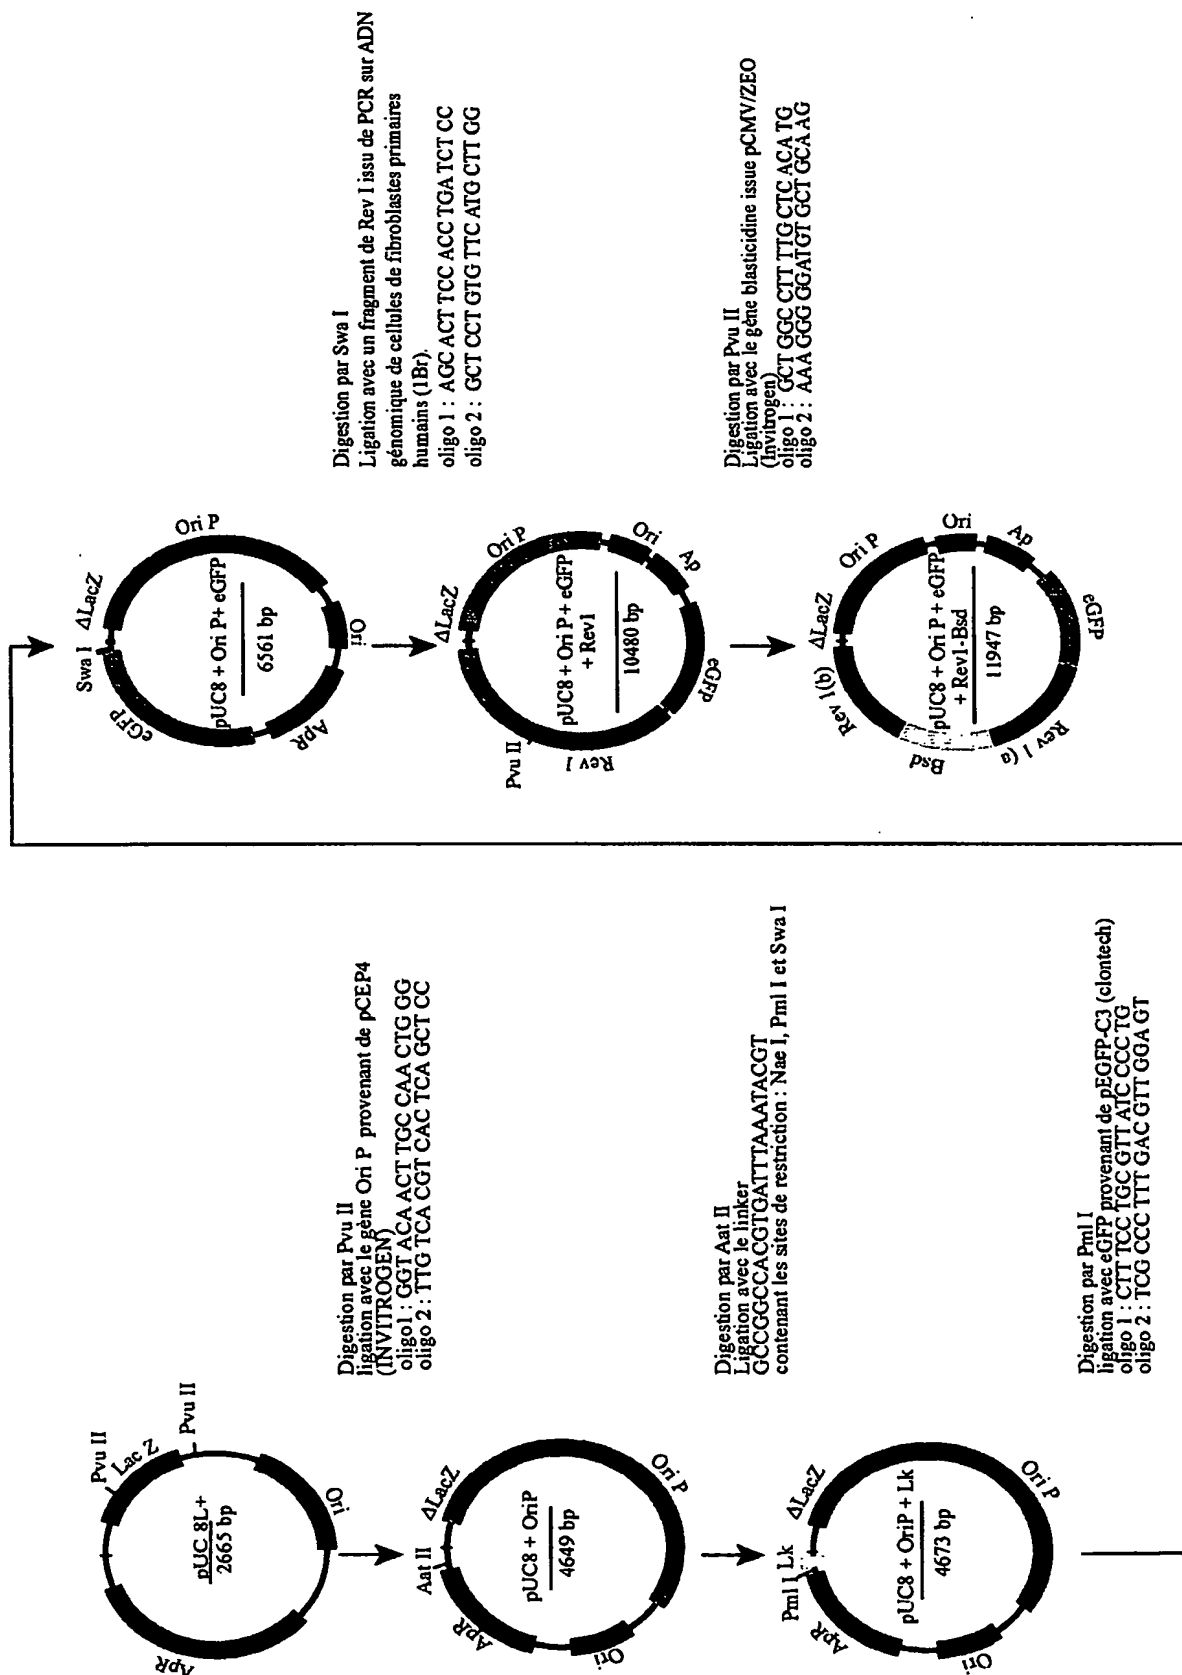 Pvu II
Lac Z
Pvu II
pUC 8L+
2665 bp
ApR
Ori
Digestion par Pvu II
ligation avec le gène Ori P provenant de pCEP4
(INVITROGEN)
oligo1 : GGT ACA ACT TGC CAA CTG GG
oligo 2 : TTG TCA CGT CAC TCA GCT CC
Aat II
ΔLacZ
pUC8 + OriP
4649 bp
ApR
Ori
Ori P
Digestion par Aat II
Ligation avec le linker
GCCGGCCACGTGATTTAAATACGT
contenant les sites de restriction : Nae I, Pml I et Swa I
Pml I Lk
ΔLacZ
pUC8 + OriP + Lk
4673 bp
ApR
Ori
Ori P
Digestion par Pml I
ligation avec eGFP provenant de pEGFP-C3 (clontech)
oligo 1 : CTT TCC TGC GTT ATC CCC TG
oligo 2 : TCG CCC TTT GAC GTT GGA GT
Swa I
ΔLacZ
Ori P
eGFP
pUC8 + Ori P + eGFP
6561 bp
ApR
Ori
Digestion par Swa I
Ligation avec un fragment de Rev 1 issu de PCR sur ADN
génomique de cellules de fibroblastes primaires
humains (1Br).
oligo 1 : AGC ACT TCC ACC TGA TCT CC
oligo 2 : GCT CCT GTG TTC ATG CTT GG
ΔLacZ
Ori P
Pvu II
pUC8 + Ori P + eGFP
+ Rev1
10480 bp
Ori
Ap
Rev 1
eGFP
Digestion par Pvu II
Ligation avec le gène blasticidine issue pCMV/ZEO
(Invitrogen)
oligo 1 : GCT GGC CTT TTG CTC ACA TG
oligo 2 : AAA GGG GGATGT GCT GCA AG
ΔLacZ
Ori P
Rev 1(b)
pUC8 + Ori P + eGFP
+ Rev1-Bsd
11947 bp
Ori
Ap
Bsd
Rev 1 (a)
eGFP